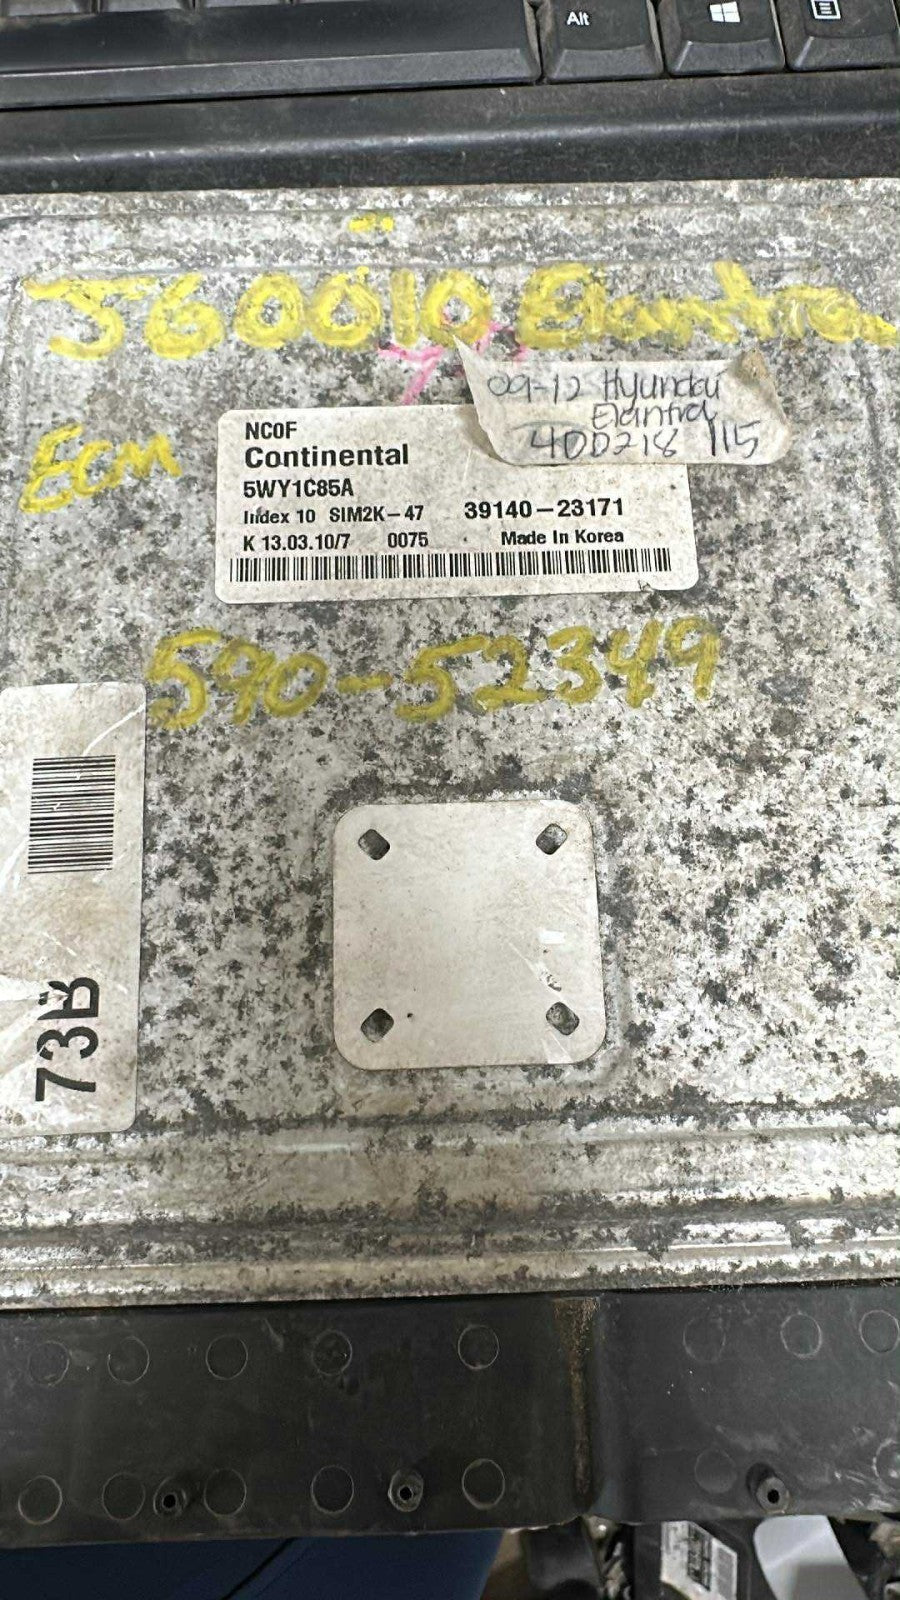 Alt
J60010 Elantra
09-12 Hyundai
Elantra
400218 115
ECM
NC0F
Continental
5WY1C85A
Index 10 SIM2K-47 39140-23171
K 13.03.10/7 0075 Made In Korea
590-52349
73B